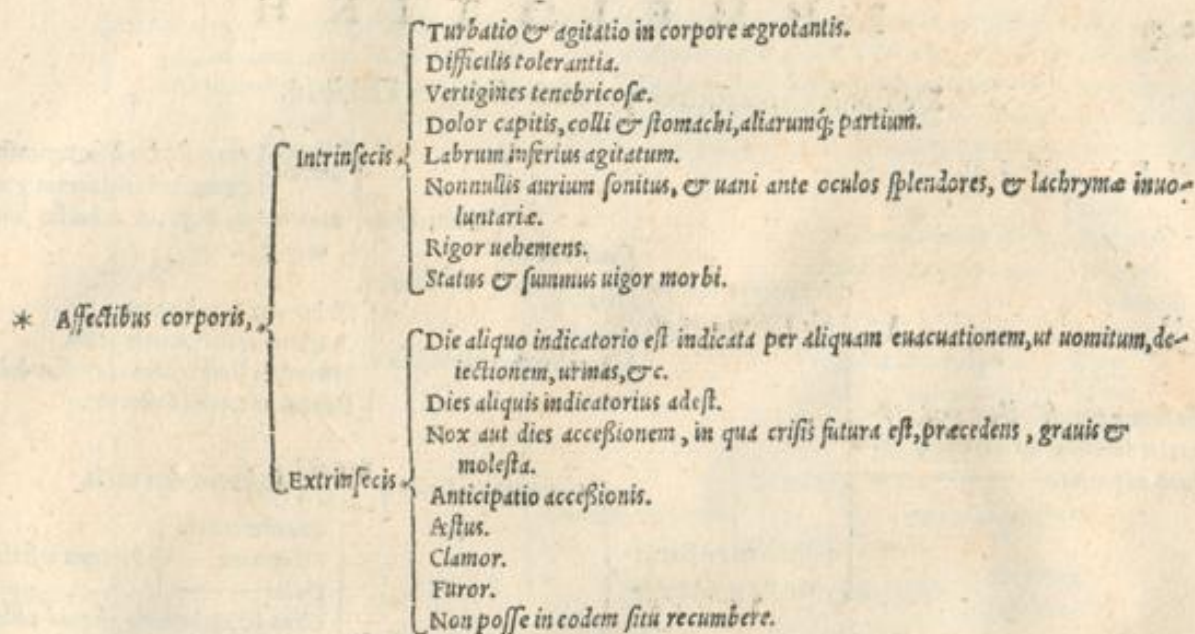 Turbatio & agitatio in corpore ægrotantis.
Difficilis tolerantia.
Vertigines tenebricoſæ.
Dolor capitis, colli & ſtomachi, aliarumq́; partium.
Intrinſecis
Labrum inferius agitatum.
Nonnullis aurium ſonitus, & uani ante oculos ſplendores, & lachrymæ inuo-
luntariæ.
Rigor uehemens.
Status & ſummus uigor morbi.
* Affectibus corporis,
Die aliquo indicatorio eſt indicata per aliquam euacuationem, ut uomitum, de-
iectionem, urinas, &c.
Dies aliquis indicatorius adeſt.
Nox aut dies acceßionem, in qua criſis futura eſt, præcedens, grauis &
moleſta.
Extrinſecis
Anticipatio acceßionis.
Æſtus.
Clamor.
Furor.
Non poſſe in eodem ſitu recumbere.